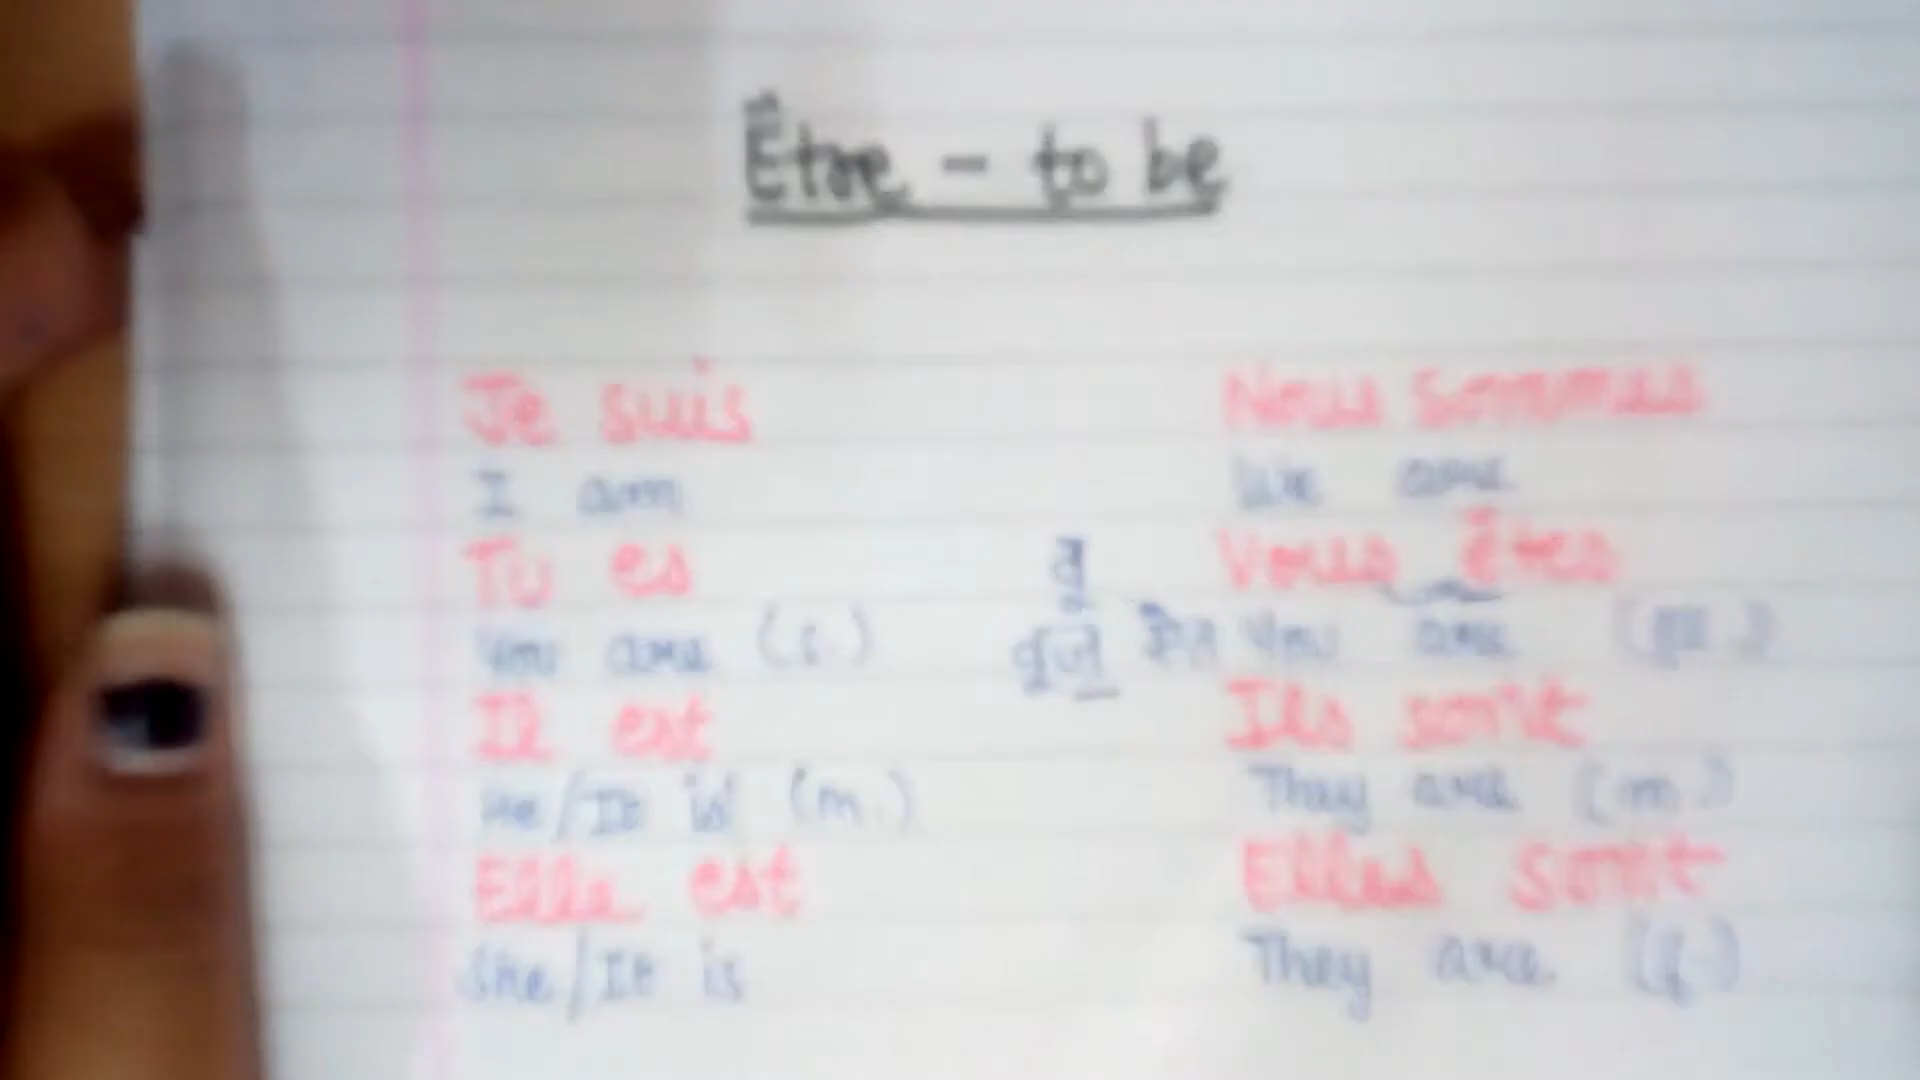 Être - to be
Je suis
I am
Tu es
You are (s.)
Il est
He/It is (m.)
Elle est
She/It is
Nous sommes
We are
Vous êtes
You are (pl.)
Ils sont
They are (m.)
Elles sont
They are (f.)